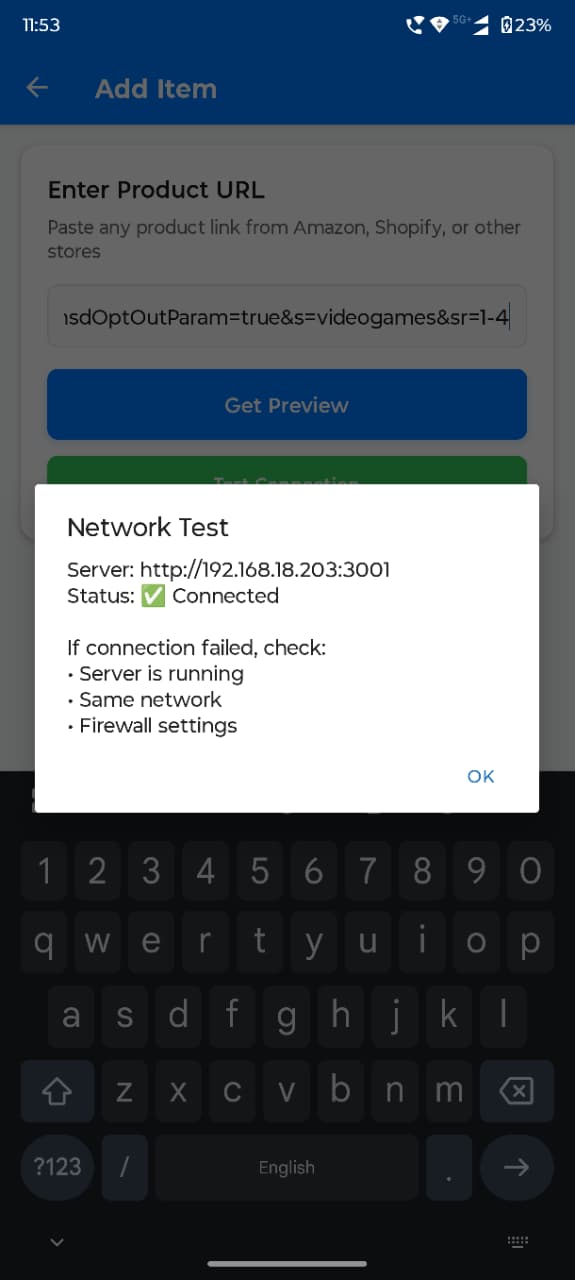 11:53
5G+ 23%
Add Item
Enter Product URL
Paste any product link from Amazon, Shopify, or other
stores
nsdOptOutParam=true&s=videogames&sr=1-4
Get Preview
Test Connection
Network Test
Server: http://192.168.18.203:3001
Status: ✅ Connected
If connection failed, check:
• Server is running
• Same network
• Firewall settings
OK
1 2 3 4 5 6 7 8 9 0
q w e r t y u i o p
a s d f g h j k l
z x c v b n m
?123 / English .